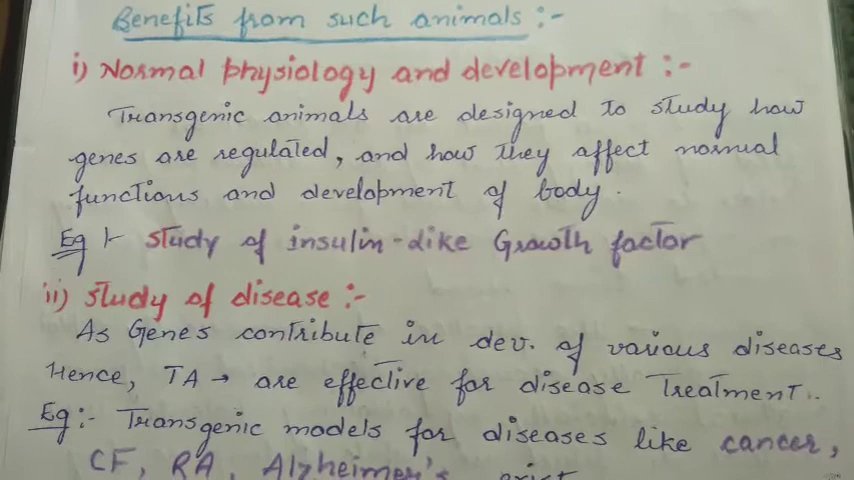 Benefits from such animals :-
i) Normal physiology and development :-
Transgenic animals are designed to study how
genes are regulated, and how they affect normal
functions and development of body.
Eg :- Study of insulin-like Growth factor
ii) Study of disease :-
As Genes contribute in dev. of various diseases
Hence, TA → are effective for disease Treatment..
Eg:- Transgenic models for diseases like cancer,
CF, RA, Alzheimer's exist